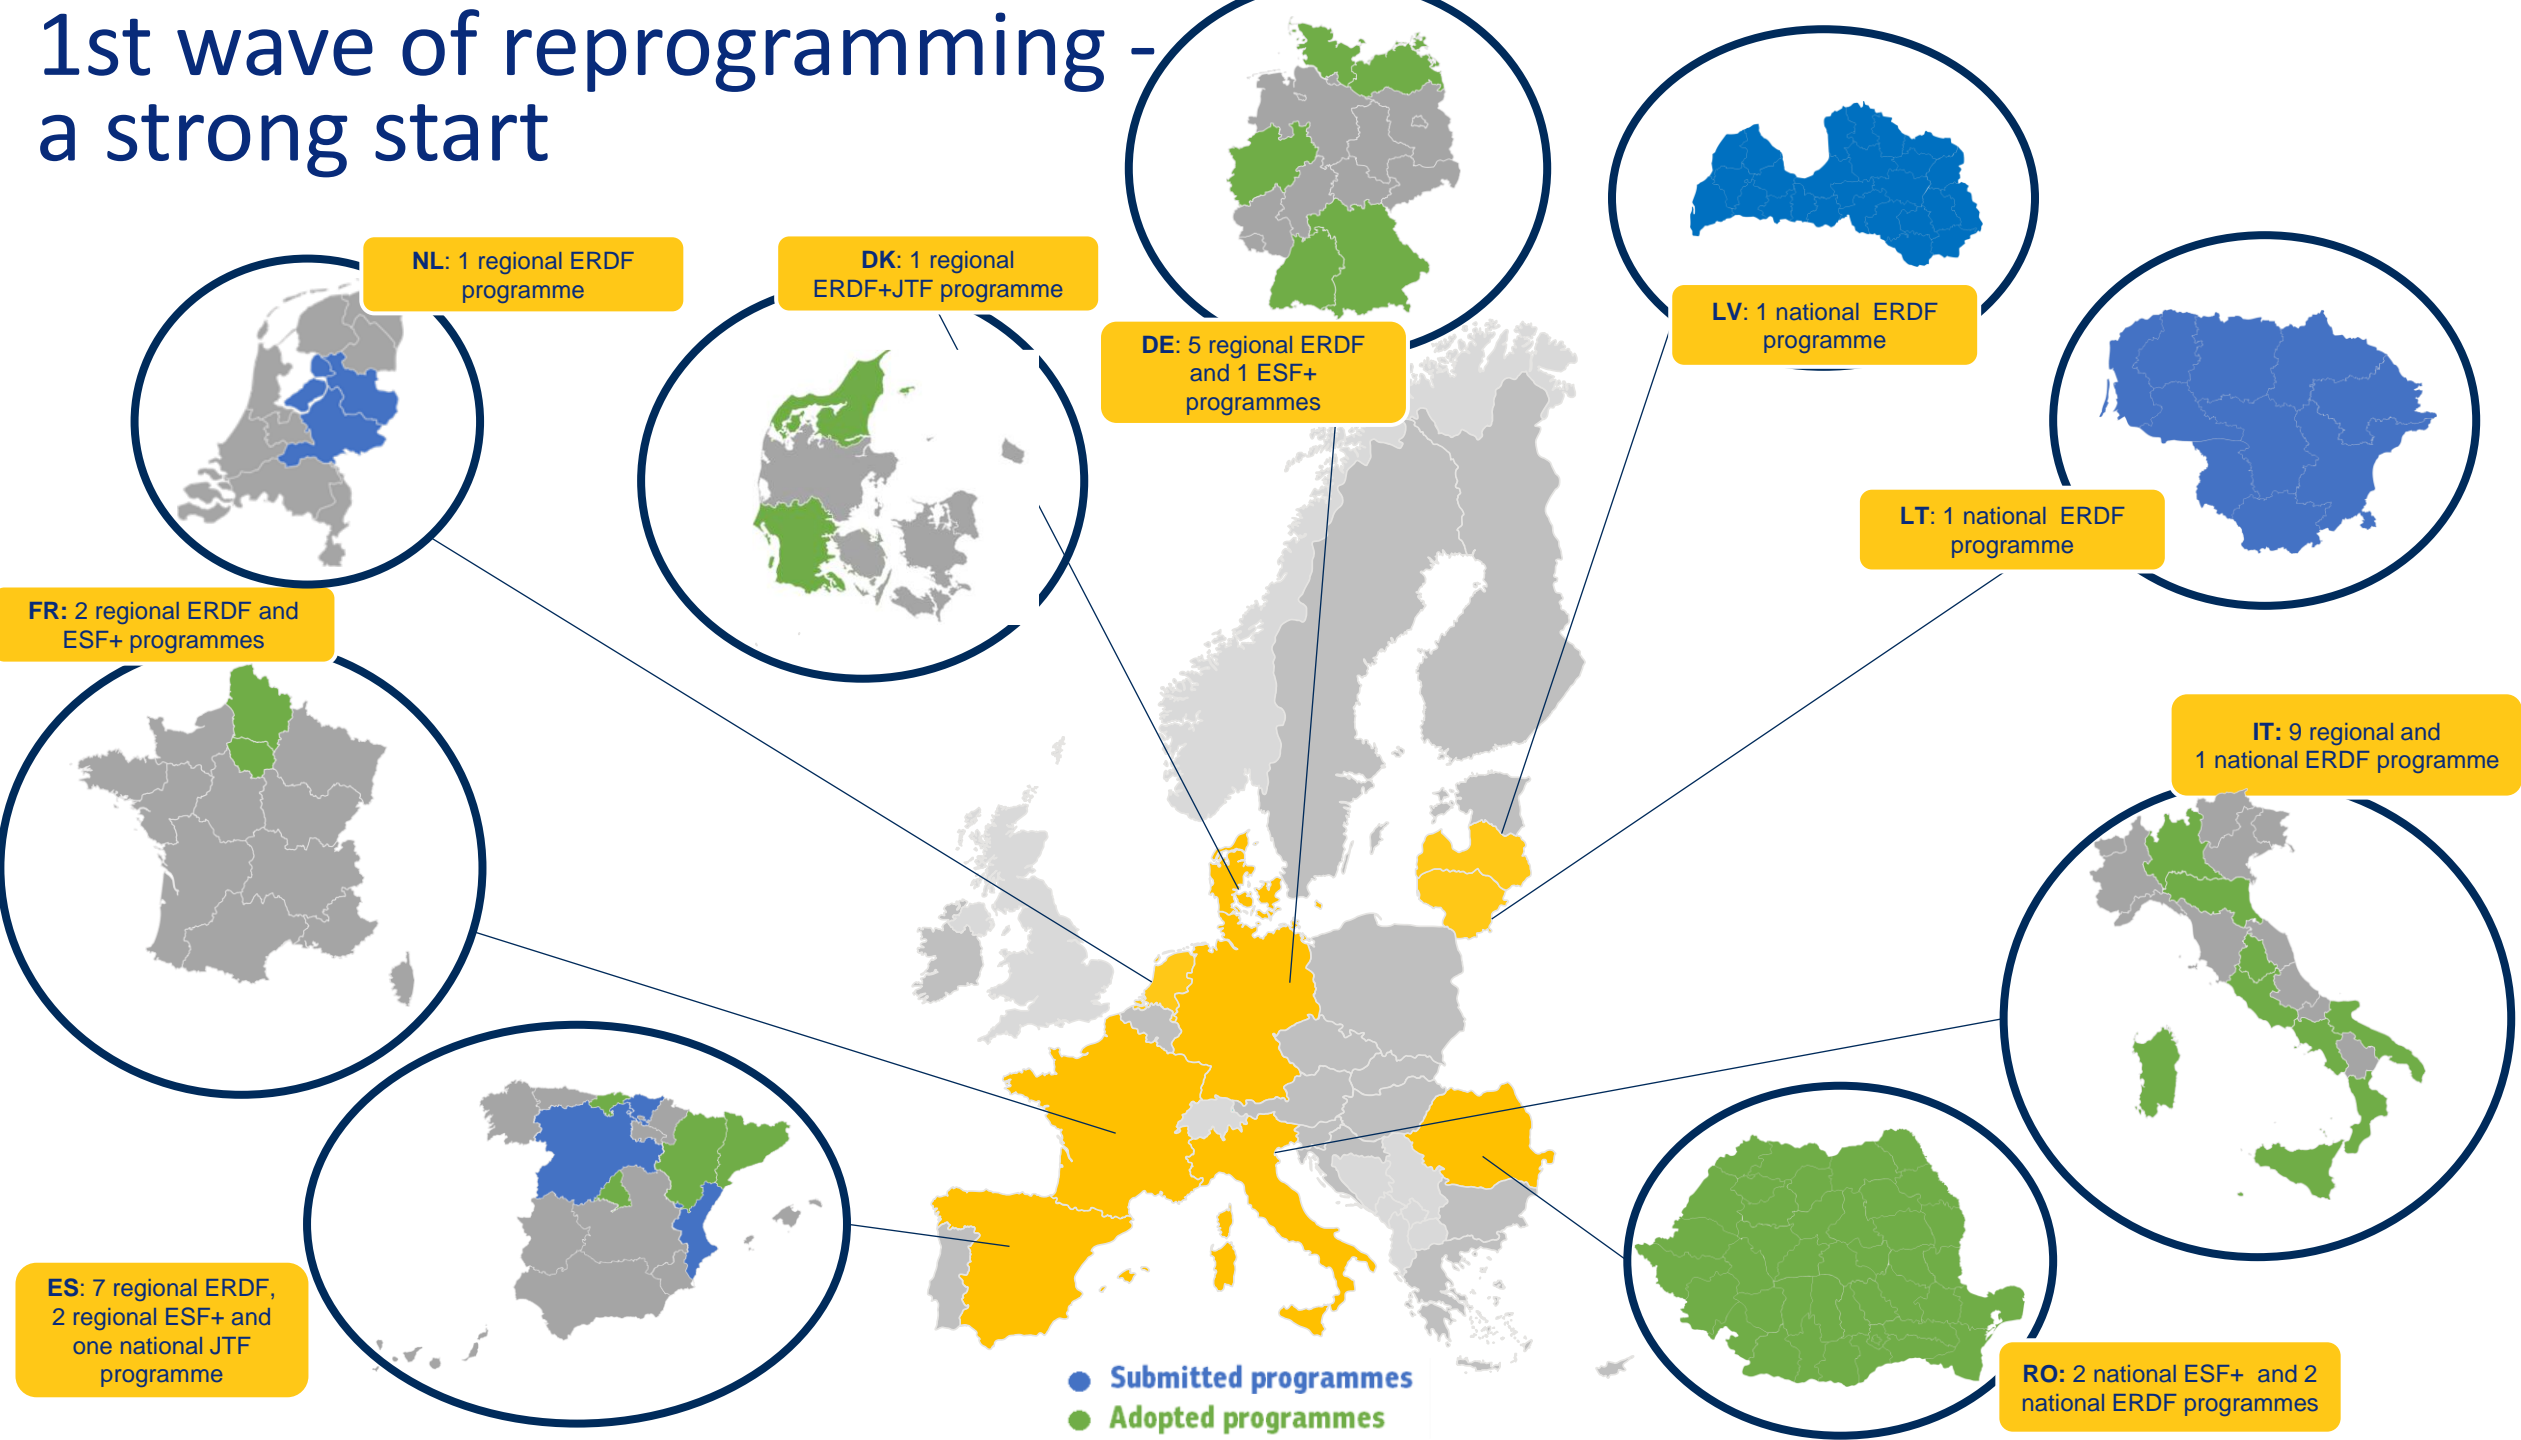 1st wave of reprogramming -
a strong start
NL: 1 regional ERDF
programme
DK: 1 regional
ERDF+JTF programme
DE: 5 regional ERDF
and 1 ESF+
programmes
LV: 1 national ERDF
programme
LT: 1 national ERDF
programme
FR: 2 regional ERDF and
ESF+ programmes
IT: 9 regional and
1 national ERDF programme
ES: 7 regional ERDF,
2 regional ESF+ and
one national JTF
programme
RO: 2 national ESF+ and 2
national ERDF programmes
Submitted programmes
Adopted programmes